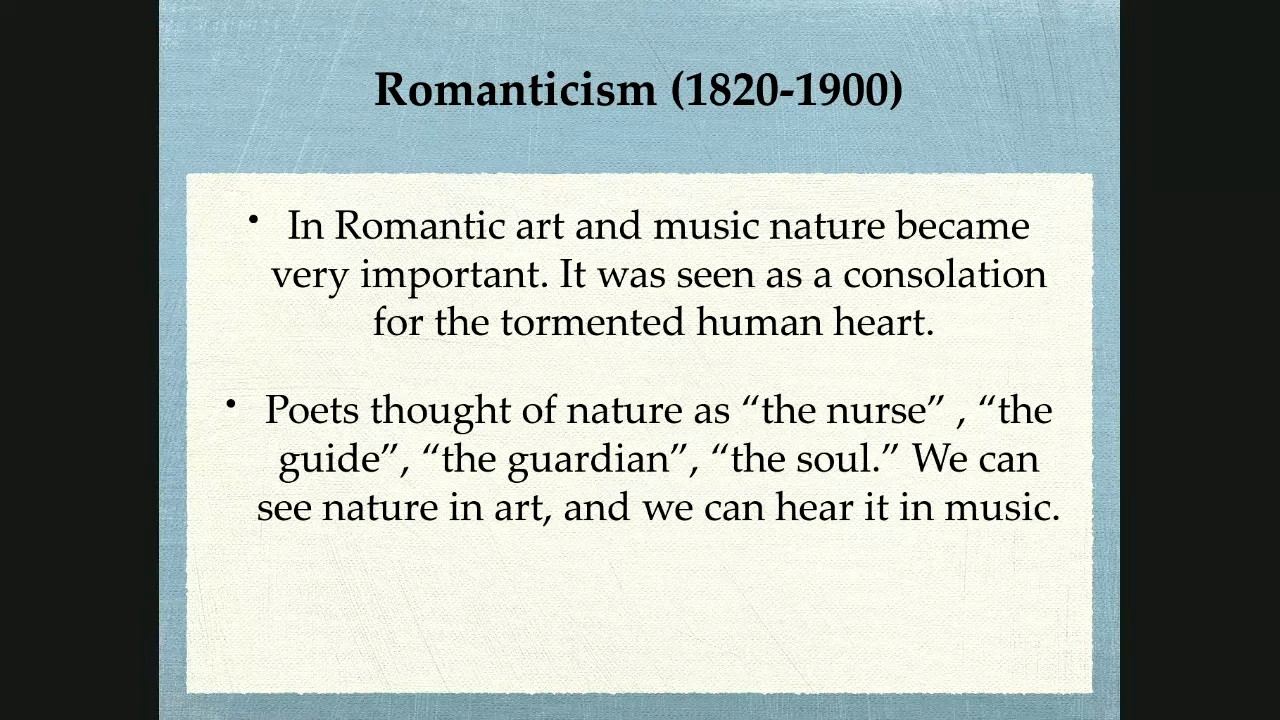 Romanticism (1820-1900)
• In Romantic art and music nature became
very important. It was seen as a consolation
for the tormented human heart.
• Poets thought of nature as “the nurse” , “the
guide”, “the guardian”, “the soul.” We can
see nature in art, and we can hear it in music.